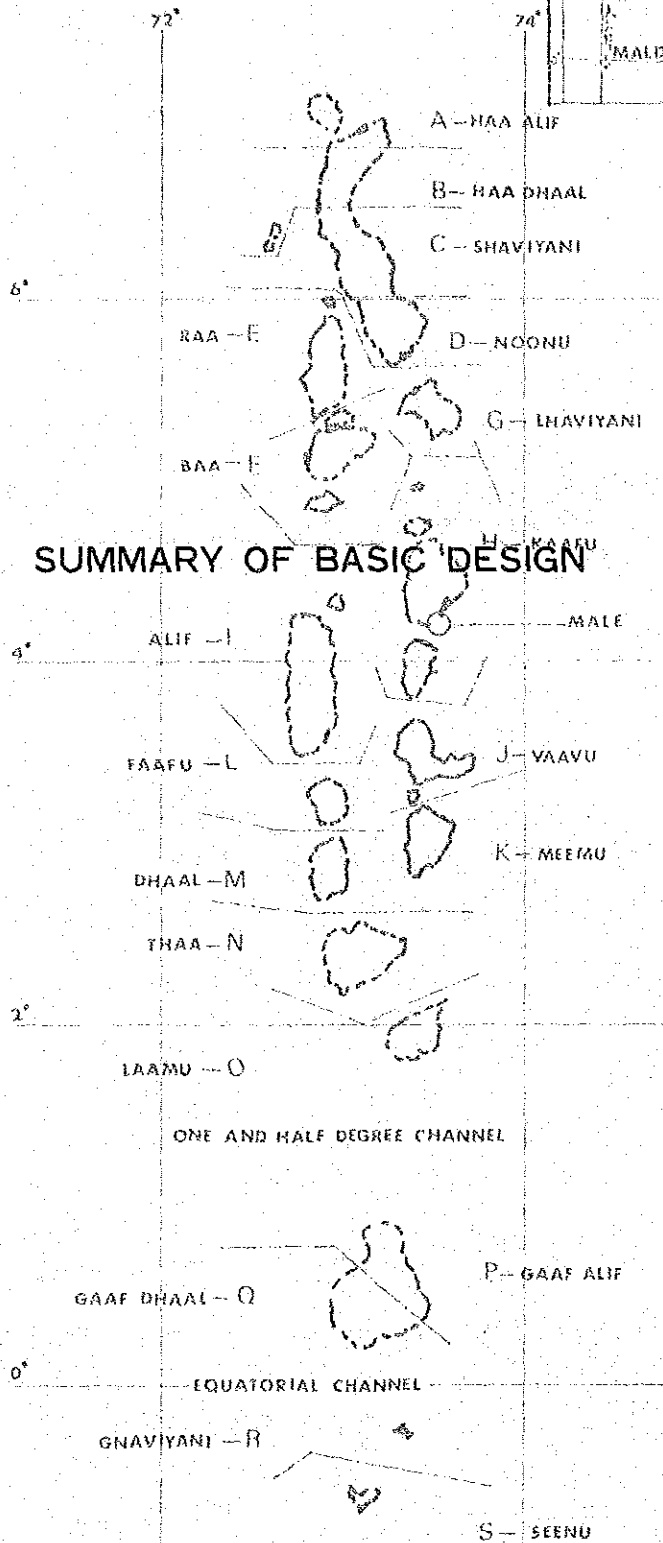 72° 74°
MALD
A — HAA ALIF
B — HAA DHAAL
C — SHAVIYANI
6°
RAA — E
D — NOONU
G — LHAVIYANI
BAA — F
H — KAAFU
SUMMARY OF BASIC DESIGN
MALE
ALIF — I
4°
FAAFU — L
J — VAAVU
K — MEEMU
DHAAL — M
THAA — N
2°
LAAMU — O
ONE AND HALF DEGREE CHANNEL
P — GAAF ALIF
GAAF DHAAL — Q
0°
EQUATORIAL CHANNEL
GNAVIYANI — R
S — SEENU